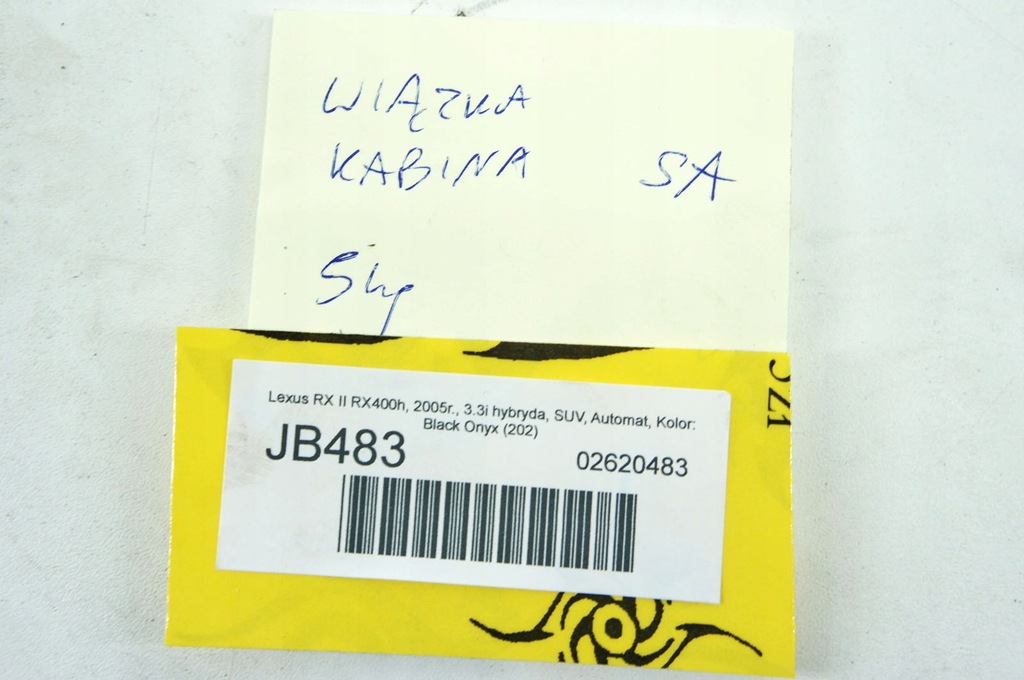 WIĄZKA
KABINA SA
5kg
Lexus RX II RX400h, 2005r., 3.3i hybryda, SUV, Automat, Kolor:
Black Onyx (202)
JB483 02620483